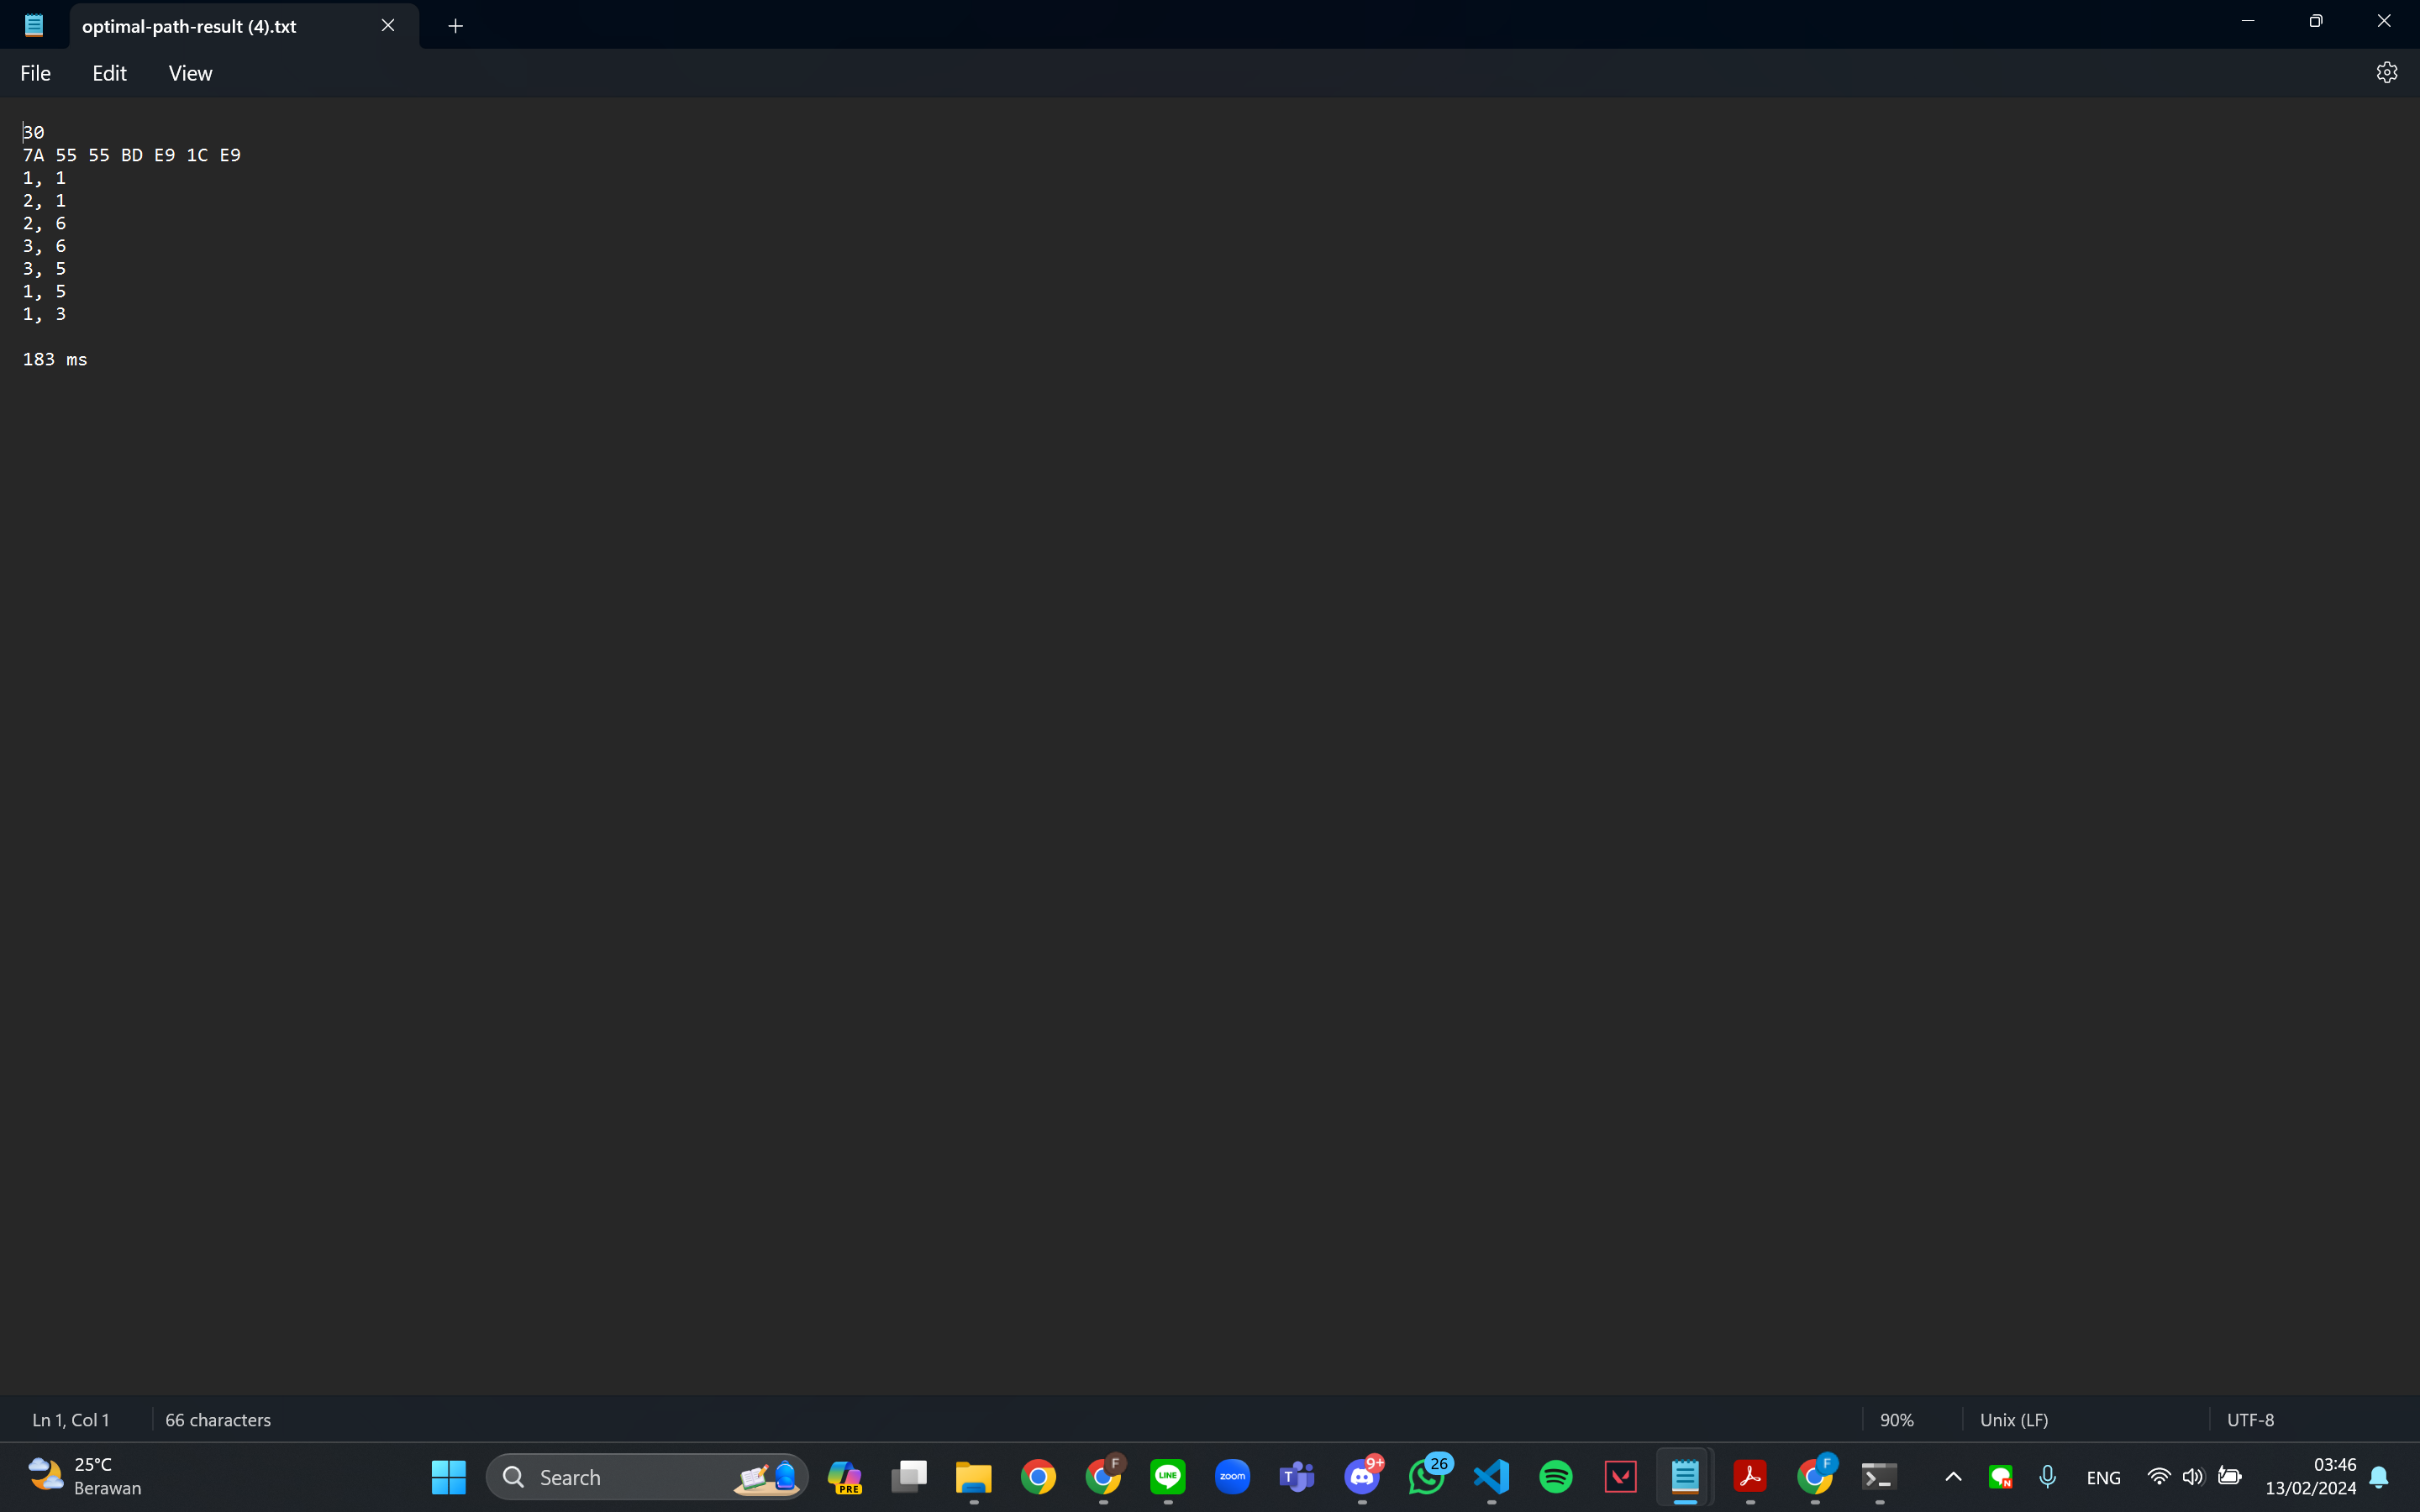 optimal-path-result (4).txt
File Edit View
30
7A 55 55 BD E9 1C E9
1, 1
2, 1
2, 6
3, 6
3, 5
1, 5
1, 3
183 ms
Ln 1, Col 1 66 characters 90% Unix (LF) UTF-8
25°C
Berawan
Search
PRE
F
LINE
zoom
T
9+
26
F
N
ENG
03:46
13/02/2024